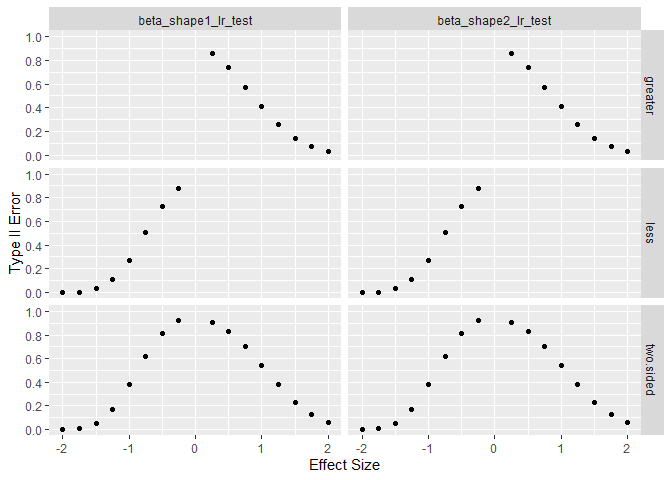 beta_shape1_lr_test beta_shape2_lr_test
1.0
0.8
0.6
0.4
0.2
0.0
greater
1.0
0.8
0.6
0.4
0.2
0.0
less
1.0
0.8
0.6
0.4
0.2
0.0
two.sided
Type II Error
-2 -1 0 1 2 -2 -1 0 1 2
Effect Size